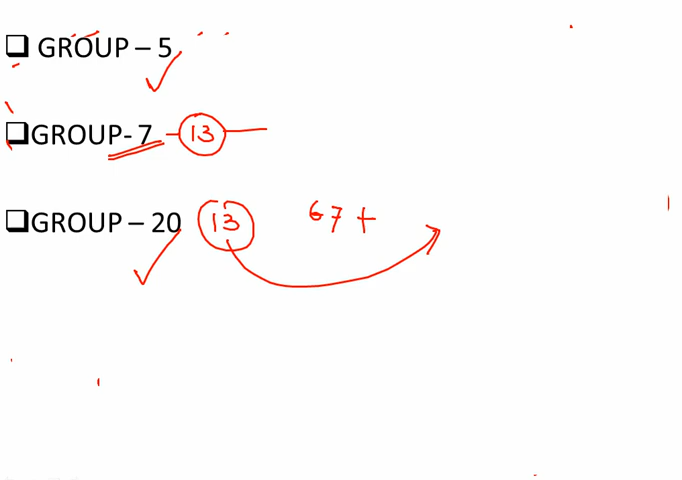 ❑ GROUP – 5
❑GROUP- 7 – 13 –
❑GROUP – 20 13 67+